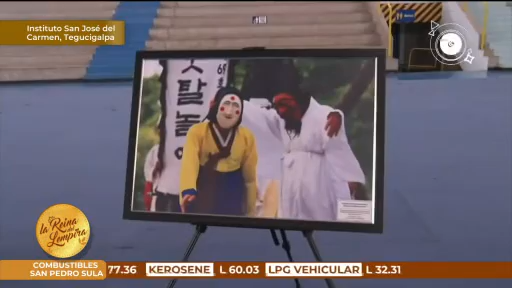 Instituto San José del
Carmen, Tegucigalpa
탈놀
La Reina del
Lempira
COMBUSTIBLES
SAN PEDRO SULA
77.36 KEROSENE L 60.03 LPG VEHICULAR L 32.31